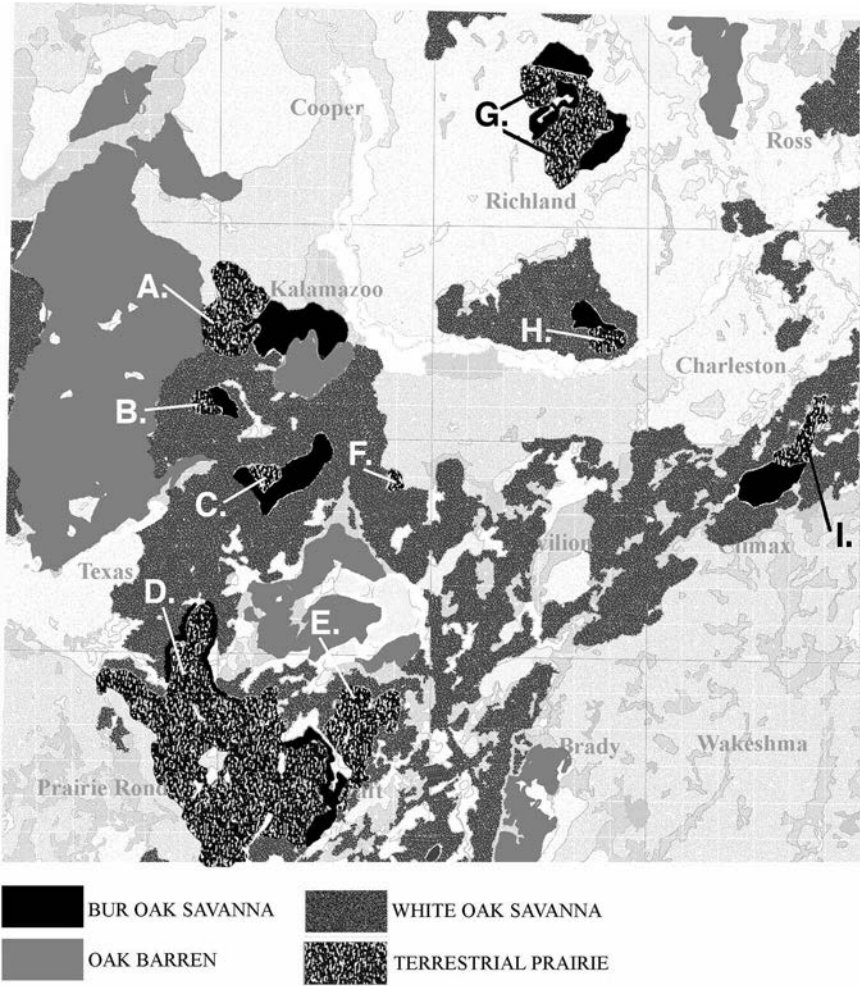 Cooper
Ross
G.
Richland
A.
Kalamazoo
H.
Charleston
B.
F.
C.
I.
Climax
Texas
D.
E.
Brady
Wakeshma
BUR OAK SAVANNA
WHITE OAK SAVANNA
OAK BARREN
TERRESTRIAL PRAIRIE